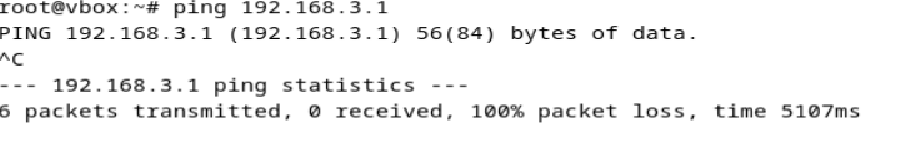 root@vbox:~# ping 192.168.3.1
PING 192.168.3.1 (192.168.3.1) 56(84) bytes of data.
^C
--- 192.168.3.1 ping statistics ---
6 packets transmitted, 0 received, 100% packet loss, time 5107ms